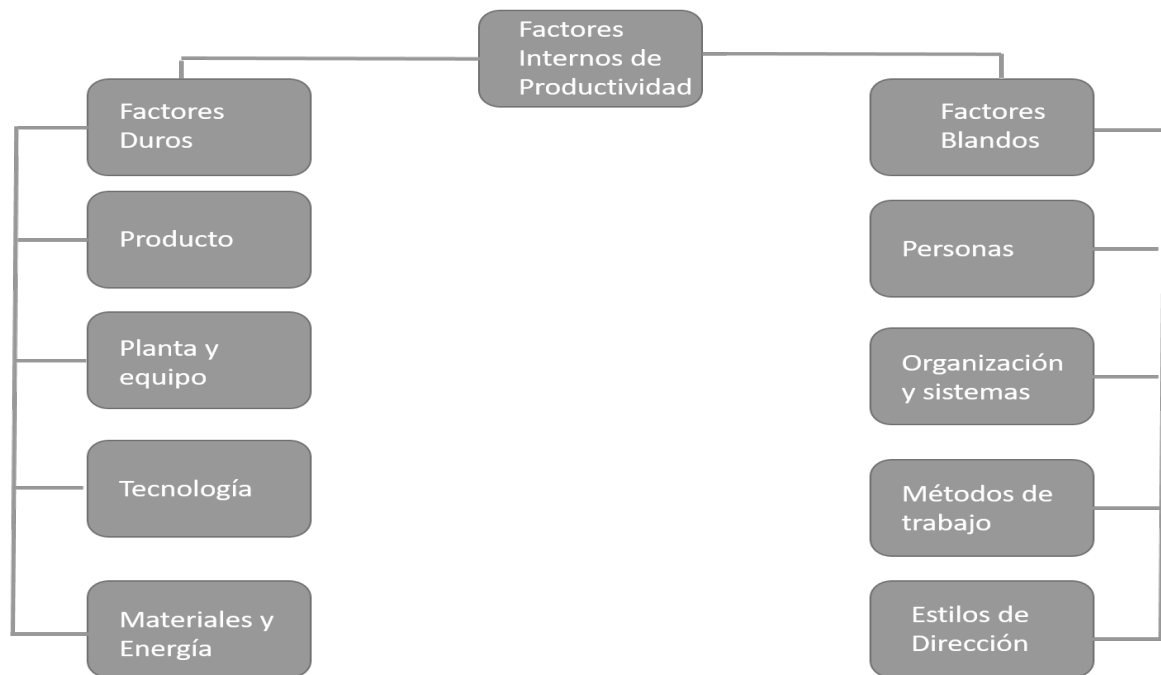 Factores
Internos de
Productividad
Factores
Duros
Producto
Planta y
equipo
Tecnología
Materiales y
Energía
Factores
Blandos
Personas
Organización
y sistemas
Métodos de
trabajo
Estilos de
Dirección